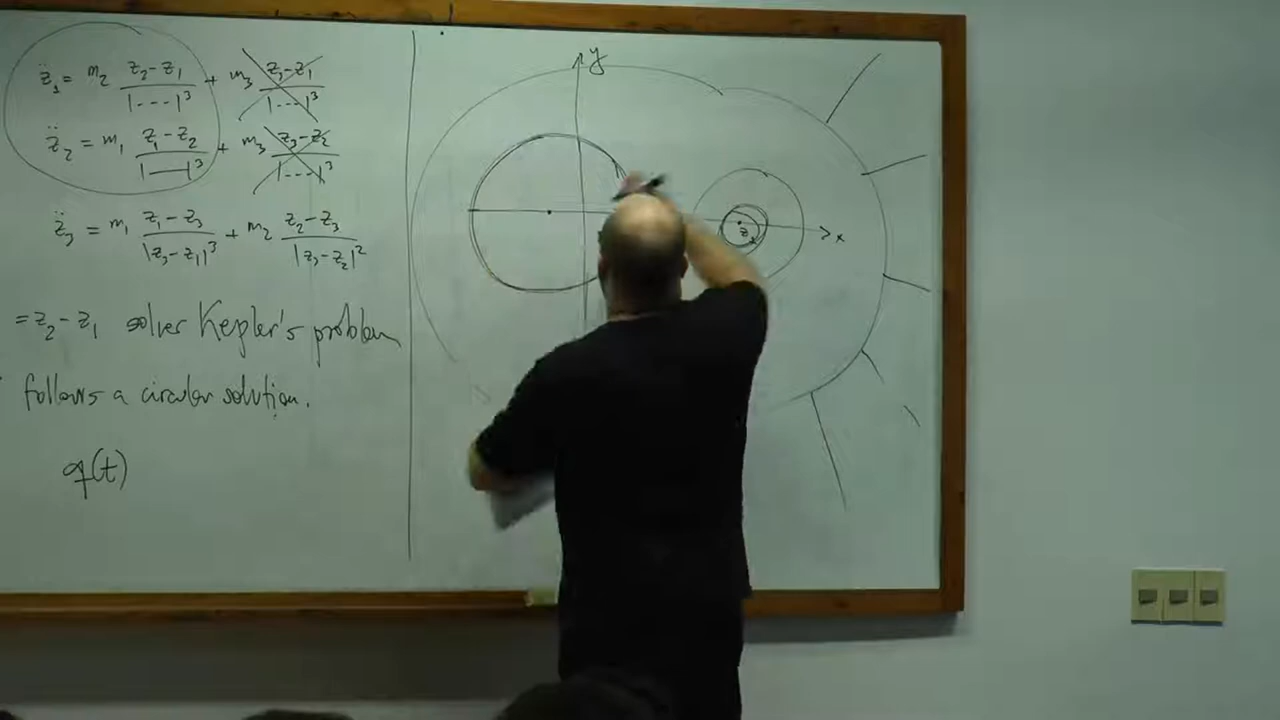 z̈₁ = m₂ (z₂ - z₁)/|---|³ + m₃ (z₃ - z₁)/|---|³
z̈₂ = m₁ (z₁ - z₂)/|—|³ + m₃ (z₃ - z₂)/|---|³
z̈₃ = m₁ (z₁ - z₃)/|z₃ - z₁|³ + m₂ (z₂ - z₃)/|z₃ - z₂|²
= z₂ - z₁ solves Kepler's problem
follows a circular solution.
q(t)
y
z₂
x